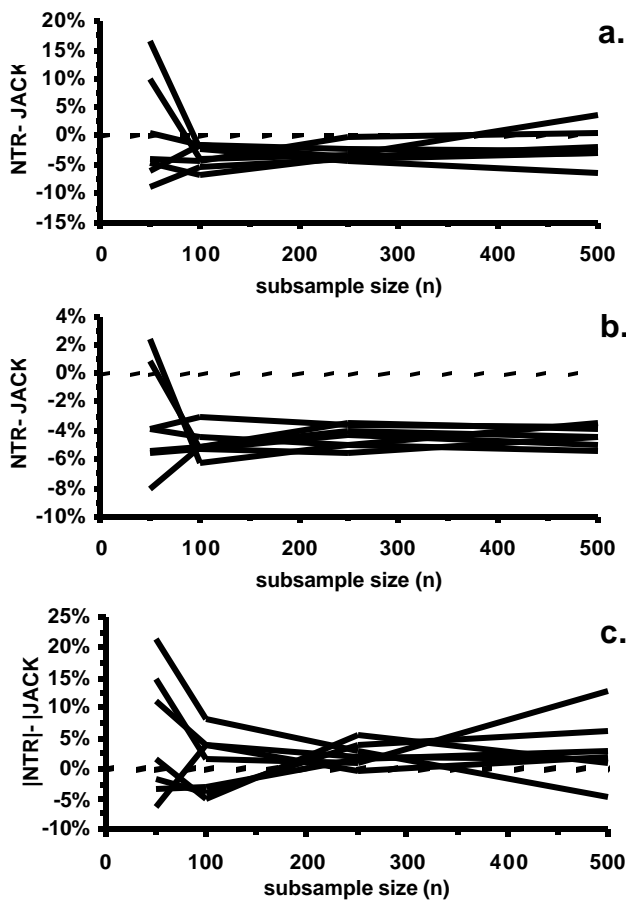 a.
20%
15%
10%
5%
0%
-5%
-10%
-15%
NTR- JACK
0 100 200 300 400 500
subsample size (n)
b.
4%
2%
0%
-2%
-4%
-6%
-8%
-10%
NTR- JACK
0 100 200 300 400 500
subsample size (n)
c.
25%
20%
15%
10%
5%
0%
-5%
-10%
|NTR|- |JACK
0 100 200 300 400 500
subsample size (n)